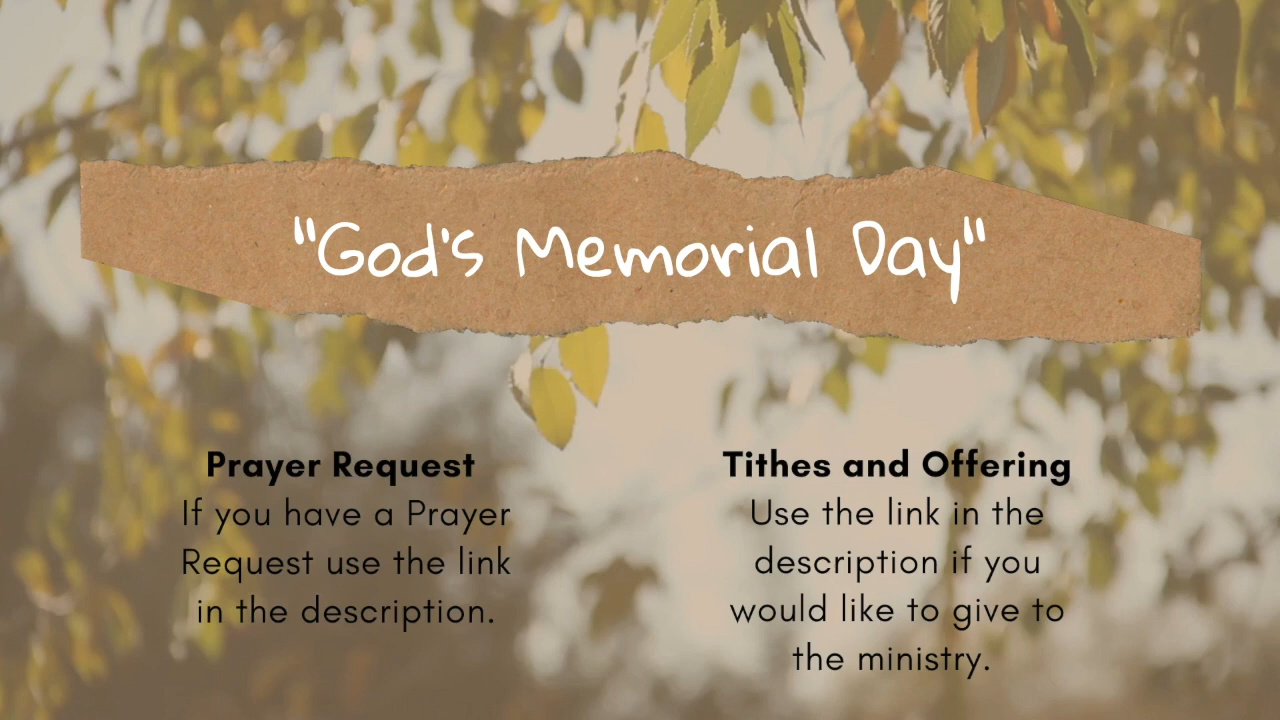 "God's Memorial Day"
Prayer Request
If you have a Prayer
Request use the link
in the description.
Tithes and Offering
Use the link in the
description if you
would like to give to
the ministry.